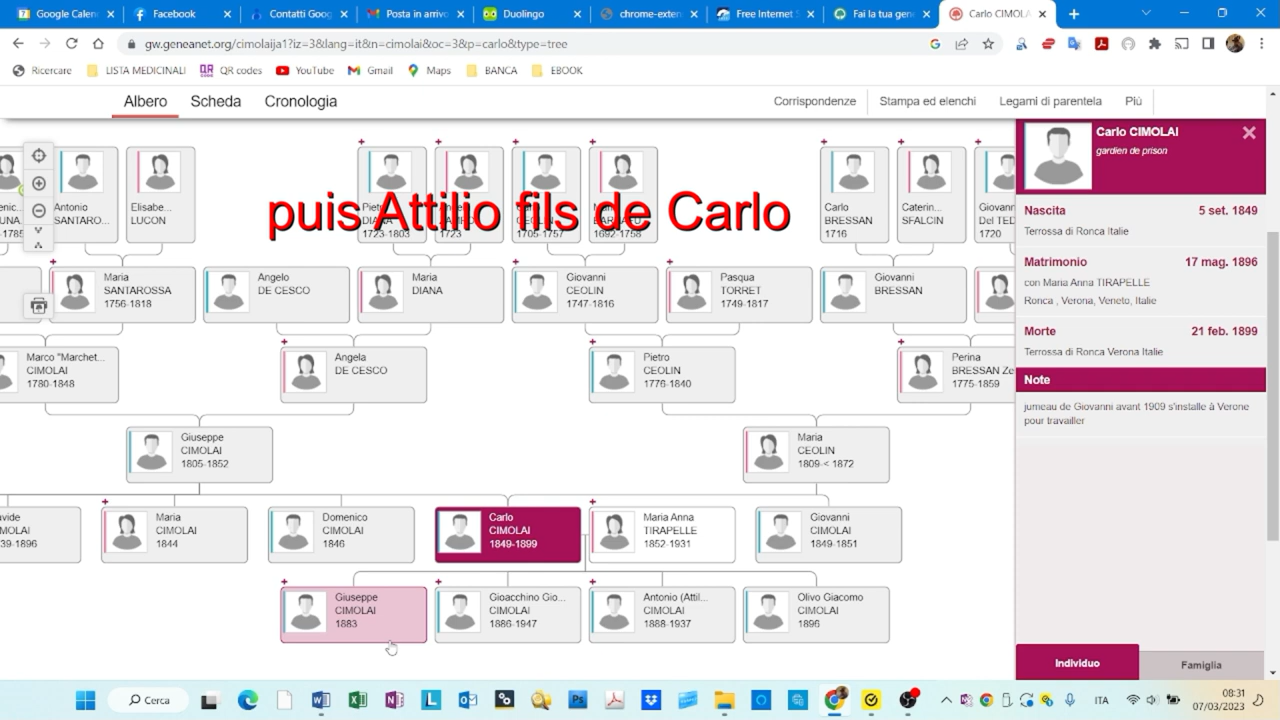 Google Calen
Facebook
Contatti Goog
Posta in arrivo
Duolingo
chrome-exten
Free Internet S
Fai la tua gene
Carlo CIMOLA
gw.geneanet.org/cimolaija1?iz=3&lang=it&n=cimolai&oc=3&p=carlo&type=tree
Ricercare
LISTA MEDICINALI
QR codes
YouTube
Gmail
Maps
BANCA
EBOOK
Albero
Scheda
Cronologia
Corrispondenze
Stampa ed elenchi
Legami di parentela
Più
puis Attilio fils de Carlo
Antonio
SANTARO...
Elisabe...
LUCON
1723-1803
1723
1705-1757
1692-1758
Carlo
BRESSAN
1716
Caterin...
SFALCIN
Giovann
Del TED
1720
Maria
SANTAROSSA
1756-1818
Angelo
DE CESCO
Maria
DIANA
Giovanni
CEOLIN
1747-1816
Pasqua
TORRET
1749-1817
Giovanni
BRESSAN
Marco "Marchet...
CIMOLAI
1780-1848
Angela
DE CESCO
Pietro
CEOLIN
1776-1840
Perina
BRESSAN Ze
1775-1859
Giuseppe
CIMOLAI
1805-1852
Maria
CEOLIN
1809-< 1872
vide
MOLAI
39-1896
Maria
CIMOLAI
1844
Domenico
CIMOLAI
1846
Carlo
CIMOLAI
1849-1899
Maria Anna
TIRAPELLE
1852-1931
Giovanni
CIMOLAI
1849-1851
Giuseppe
CIMOLAI
1883
Gioacchino Gio...
CIMOLAI
1886-1947
Antonio (Attil...
CIMOLAI
1888-1937
Olivo Giacomo
CIMOLAI
1896
Carlo CIMOLAI
gardien de prison
Nascita 5 set. 1849
Terrossa di Ronca Italie
Matrimonio 17 mag. 1896
con Maria Anna TIRAPELLE
Ronca , Verona, Veneto, Italie
Morte 21 feb. 1899
Terrossa di Ronca Verona Italie
Note
jumeau de Giovanni avant 1909 s'installe à Verone
pour travailler
Individuo
Famiglia
Cerca
ITA
08:31
07/03/2023